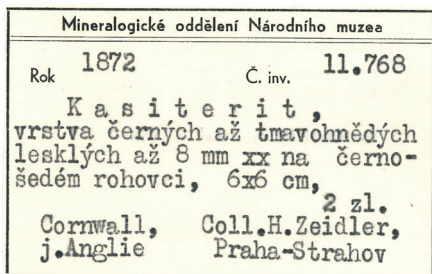 Mineralogické oddělení Národního muzea
Rok 1872 Č. inv. 11.768
Kasiterit,
vrstva černých až tmavohnědých
lesklých až 8 mm xx na černo-
šedém rohovci, 6x6 cm,
2 zl.
Cornwall, Coll.H.Zeidler,
j.Anglie Praha-Strahov